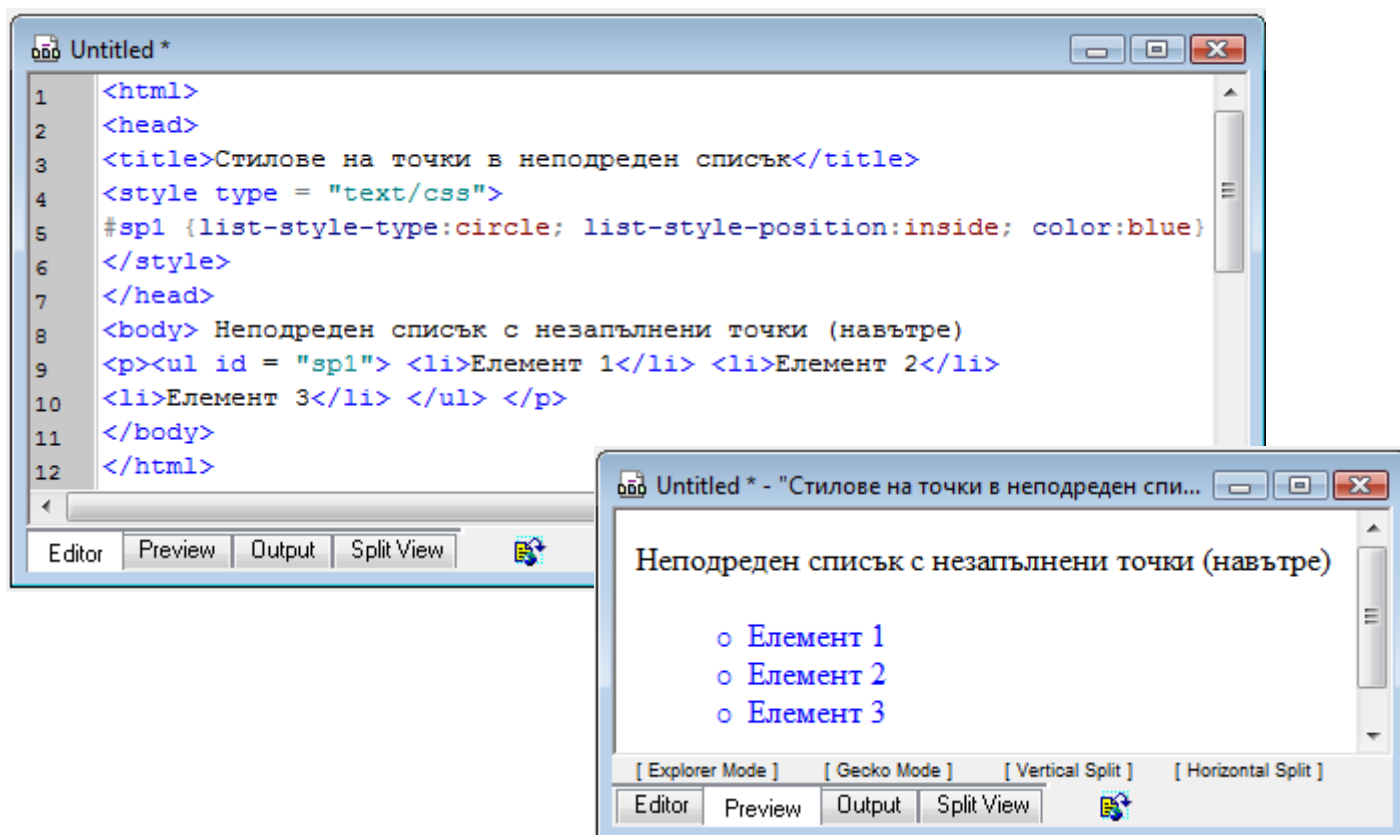 Untitled *
1 <html>
2 <head>
3 <title>Стилове на точки в неподреден списък</title>
4 <style type = "text/css">
5 #sp1 {list-style-type:circle; list-style-position:inside; color:blue}
6 </style>
7 </head>
8 <body> Неподреден списък с незапълнени точки (навътре)
9 <p><ul id = "sp1"> <li>Елемент 1</li> <li>Елемент 2</li>
10 <li>Елемент 3</li> </ul> </p>
11 </body>
12 </html>
Editor Preview Output Split View
Untitled * - "Стилове на точки в неподреден спи...
Неподреден списък с незапълнени точки (навътре)
o Елемент 1
o Елемент 2
o Елемент 3
[ Explorer Mode ] [ Gecko Mode ] [ Vertical Split ] [ Horizontal Split ]
Editor Preview Output Split View